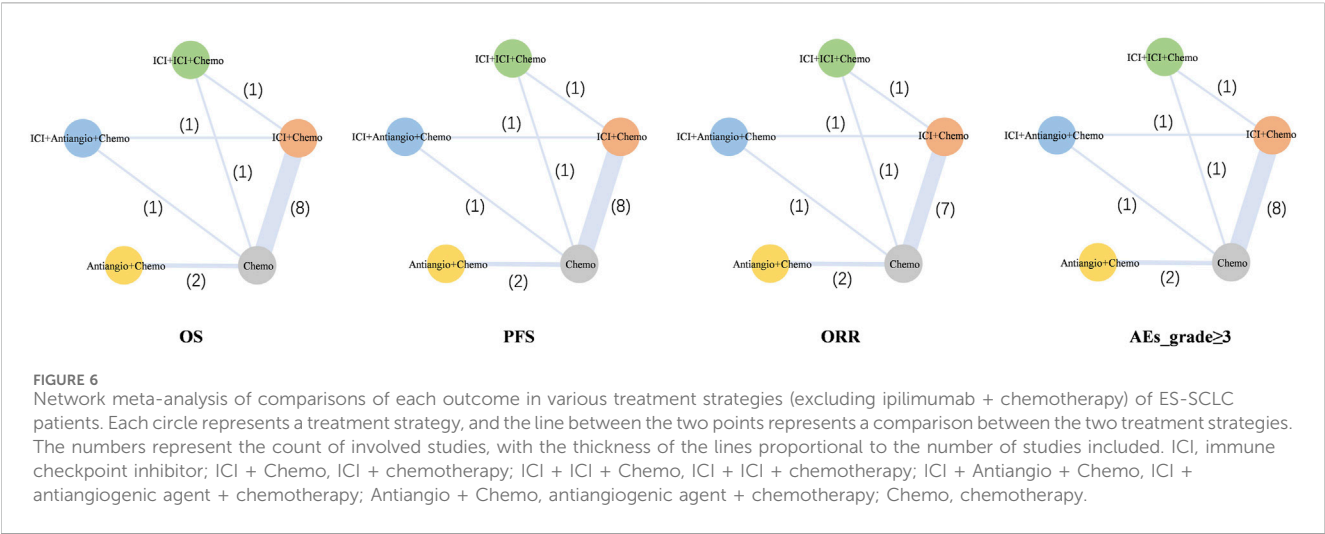 ICI+ICI+Chemo
(1)
ICI+Antiangio+Chemo
(1)
ICI+Chemo
(1)
(1)
(8)
Antiangio+Chemo
(2)
Chemo
OS
ICI+ICI+Chemo
(1)
ICI+Antiangio+Chemo
(1)
ICI+Chemo
(1)
(1)
(8)
Antiangio+Chemo
(2)
Chemo
PFS
ICI+ICI+Chemo
(1)
ICI+Antiangio+Chemo
(1)
ICI+Chemo
(1)
(1)
(7)
Antiangio+Chemo
(2)
Chemo
ORR
ICI+ICI+Chemo
(1)
ICI+Antiangio+Chemo
(1)
ICI+Chemo
(1)
(1)
(8)
Antiangio+Chemo
(2)
Chemo
AEs_grade≥3
FIGURE 6
Network meta-analysis of comparisons of each outcome in various treatment strategies (excluding ipilimumab + chemotherapy) of ES-SCLC
patients. Each circle represents a treatment strategy, and the line between the two points represents a comparison between the two treatment strategies.
The numbers represent the count of involved studies, with the thickness of the lines proportional to the number of studies included. ICI, immune
checkpoint inhibitor; ICI + Chemo, ICI + chemotherapy; ICI + ICI + Chemo, ICI + ICI + chemotherapy; ICI + Antiangio + Chemo, ICI +
antiangiogenic agent + chemotherapy; Antiangio + Chemo, antiangiogenic agent + chemotherapy; Chemo, chemotherapy.